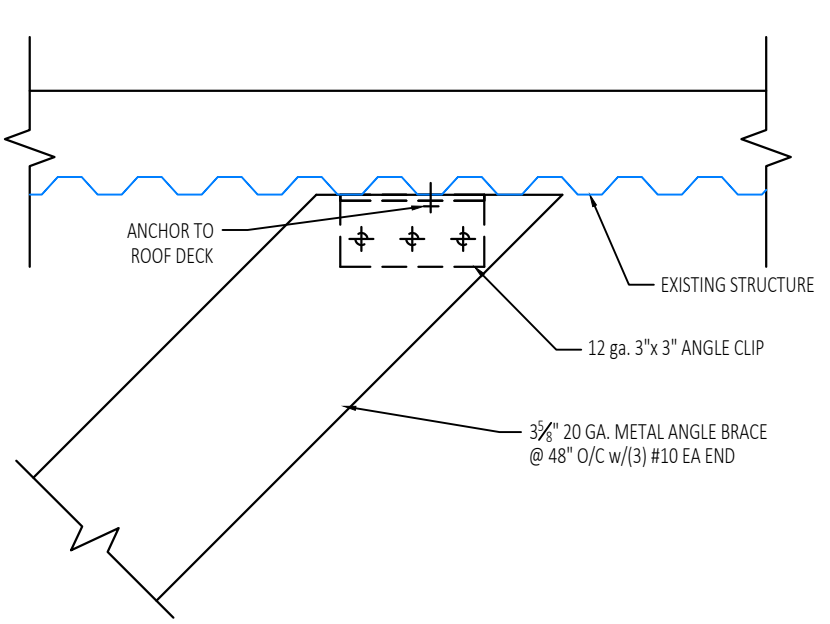 ANCHOR TO
ROOF DECK
EXISTING STRUCTURE
12 ga. 3"x 3" ANGLE CLIP
3⅝" 20 GA. METAL ANGLE BRACE
@ 48" O/C w/(3) #10 EA END